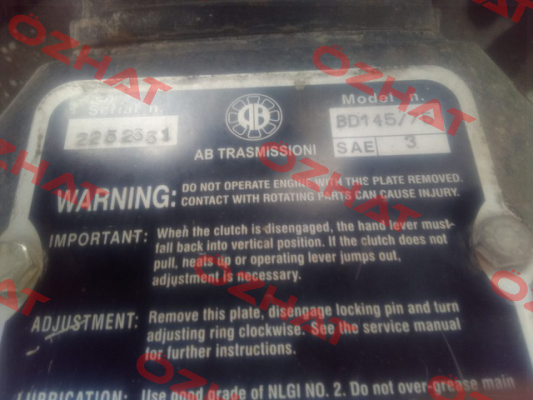 Serial n. Model n.
2252351 BD145/
AB TRASMISSIONI SAE 3
WARNING: DO NOT OPERATE ENGINE WITH THIS PLATE REMOVED.
CONTACT WITH ROTATING PARTS CAN CAUSE INJURY.
IMPORTANT: When the clutch is disengaged, the hand lever must-
fall back into vertical position. If the clutch does not
pull, heats up or operating lever jumps out,
adjustment is necessary.
ADJUSTMENT: Remove this plate, disengage locking pin and turn
adjusting ring clockwise. See the service manual
for further instructions.
LUBRICATION: Use good grade of NLGI NO. 2. Do not over-grease main
OZHAT
OZHAT
OZHAT
OZHAT
OZHAT
OZHAT
OZHAT